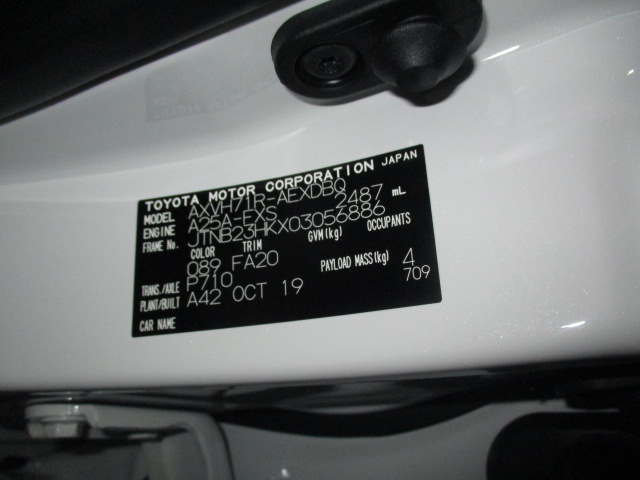 TOYOTA MOTOR CORPORATION JAPAN
MODEL AXVH71R-AEXDBQ
ENGINE A25A-FXS 2487 mL
FRAME No. JTNB23HKX03056886
COLOR TRIM GVM(kg) OCCUPANTS
089 FA20
TRANS./AXLE P710 PAYLOAD MASS(kg) 4
PLANT/BUILT A42 OCT 19 709
CAR NAME